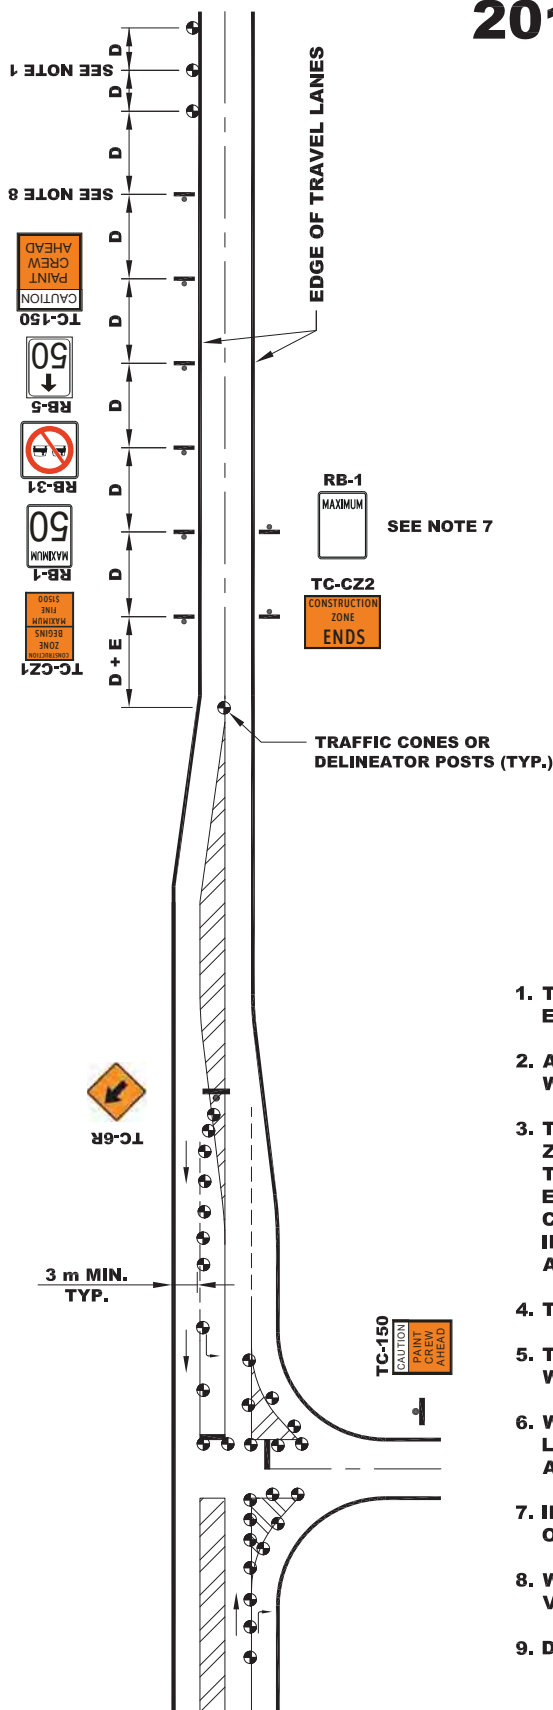 201
D
SEE NOTE 1
D
D
SEE NOTE 8
D
CAUTION
PAINT
CREW
AHEAD
TC-150
D
50
RB-5
D
RB-31
D
MAXIMUM
50
RB-1
D
CONSTRUCTION
ZONE
BEGINS
MAXIMUM
FINE
$1500
TC-CZ1
D + E
EDGE OF TRAVEL LANES
RB-1
MAXIMUM
SEE NOTE 7
TC-CZ2
CONSTRUCTION
ZONE
ENDS
TRAFFIC CONES OR
DELINEATOR POSTS (TYP.)
TC-6R
3 m MIN.
TYP.
TC-150
CAUTION
PAINT
CREW
AHEAD
1. T
E
2. A
W
3. T
Z
T
E
C
I
A
4. T
5. T
W
6. W
L
A
7. I
O
8. W
V
9. D